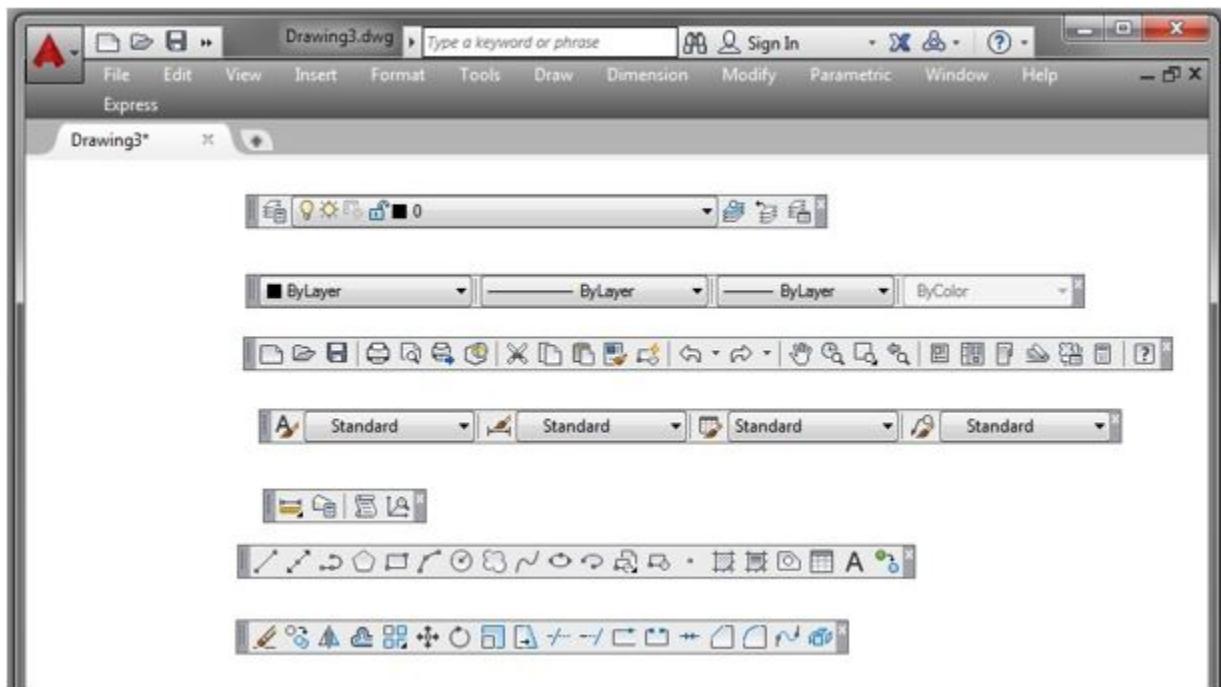 Drawing3.dwg Type a keyword or phrase Sign In
File Edit View Insert Format Tools Draw Dimension Modify Parametric Window Help
Express
Drawing3*
0
ByLayer ByLayer ByLayer ByColor
Standard Standard Standard Standard